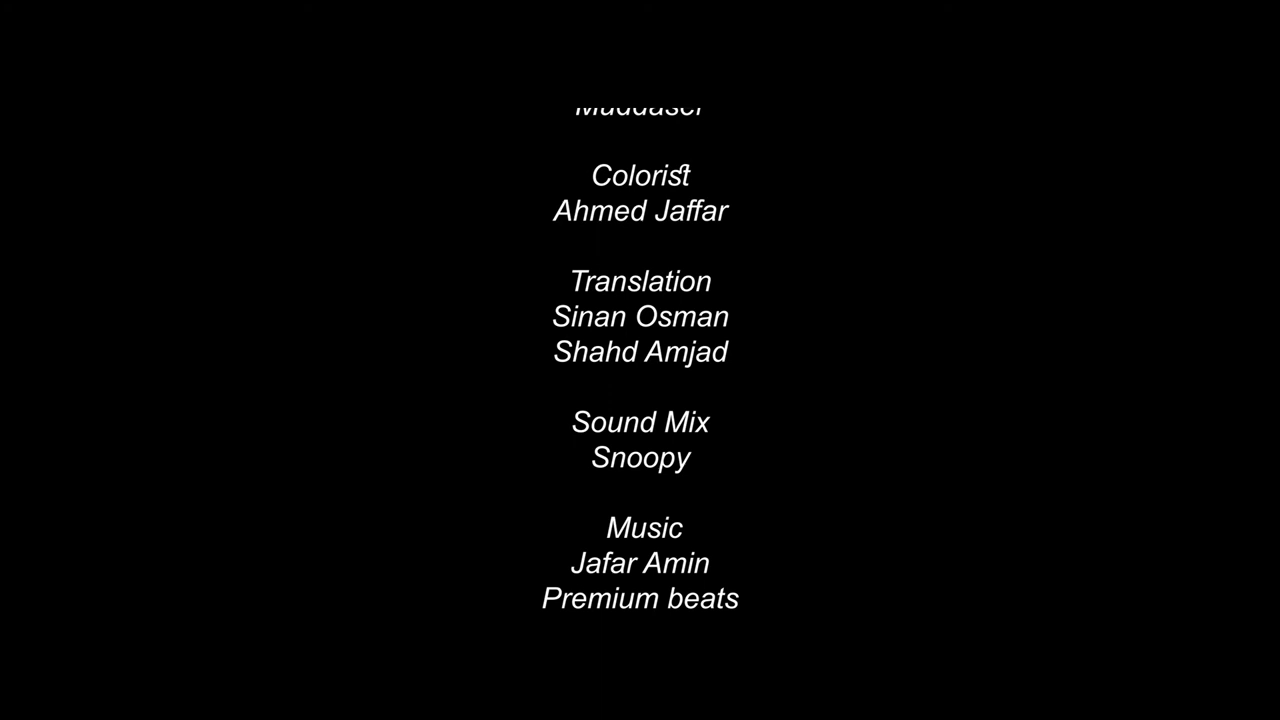 Colorist
Ahmed Jaffar
Translation
Sinan Osman
Shahd Amjad
Sound Mix
Snoopy
Music
Jafar Amin
Premium beats